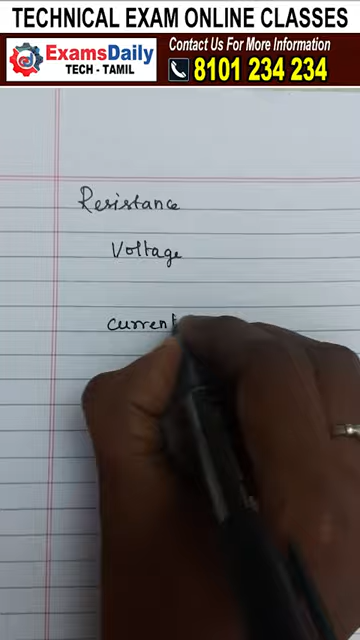 TECHNICAL EXAM ONLINE CLASSES
ExamsDaily
TECH - TAMIL
Contact Us For More Information
8101 234 234
Resistance
Voltage
current